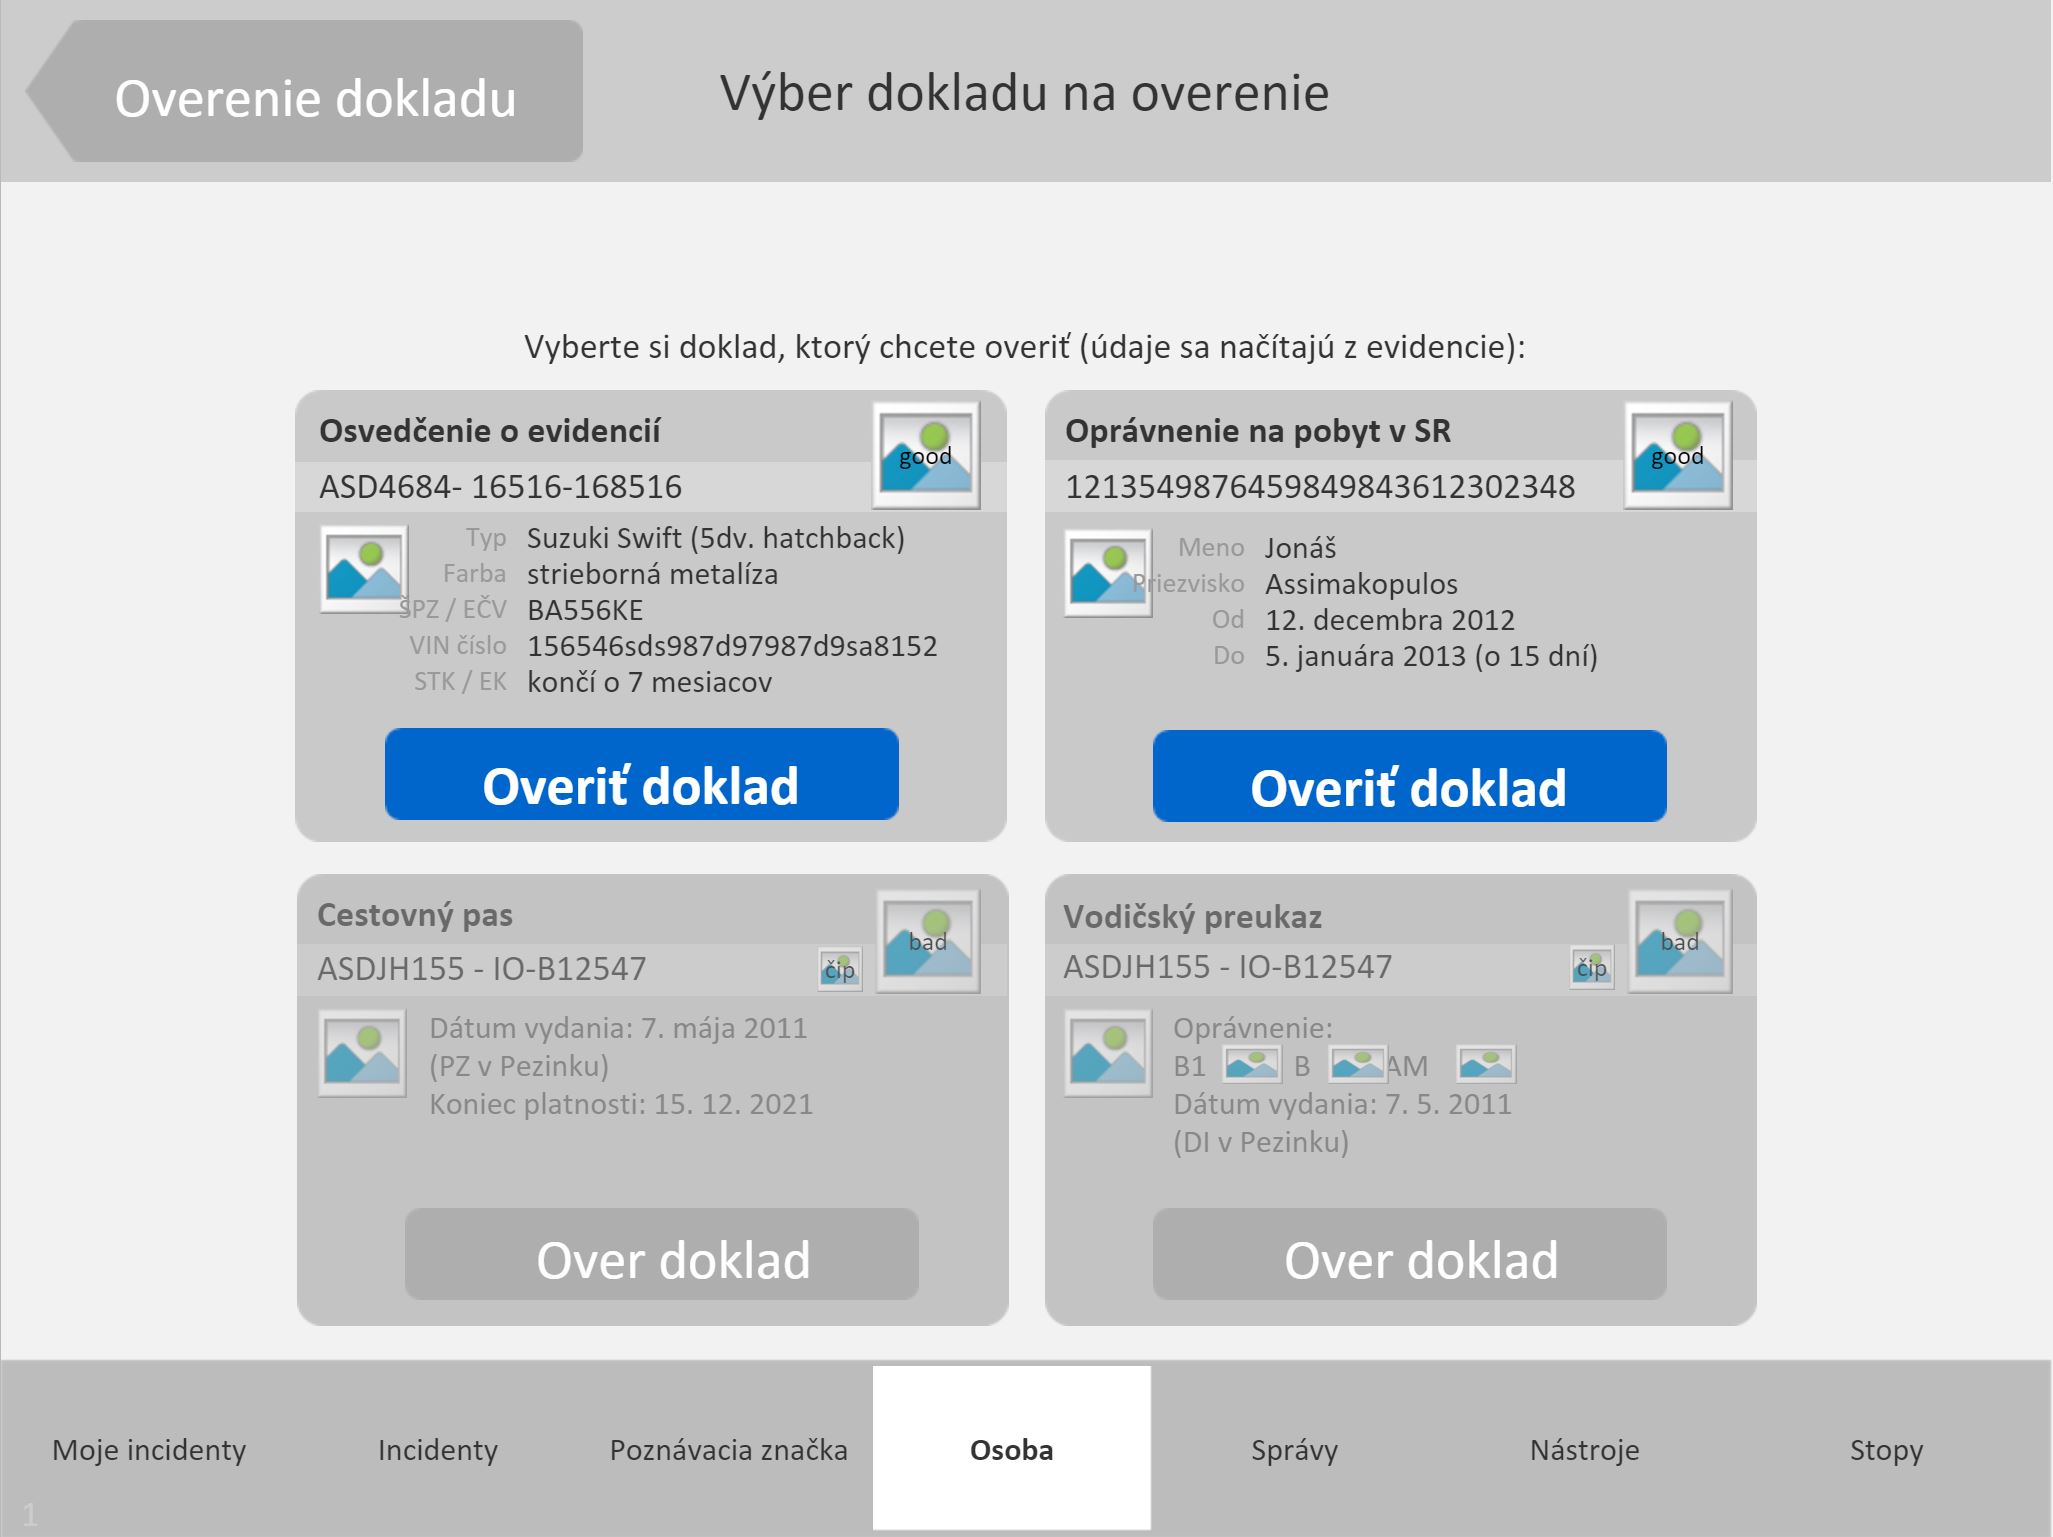 Overenie dokladu
Výber dokladu na overenie
Vyberte si doklad, ktorý chcete overiť (údaje sa načítajú z evidencie):
Osvedčenie o evidencií
good
ASD4684- 16516-168516
Typ Suzuki Swift (5dv. hatchback)
Farba strieborná metalíza
ŠPZ / EČV BA556KE
VIN číslo 156546sds987d97987d9sa8152
STK / EK končí o 7 mesiacov
Overiť doklad
Oprávnenie na pobyt v SR
good
1213549876459849843612302348
Meno Jonáš
Priezvisko Assimakopulos
Od 12. decembra 2012
Do 5. januára 2013 (o 15 dní)
Overiť doklad
Cestovný pas
bad
ASDJH155 - IO-B12547
čip
Dátum vydania: 7. mája 2011
(PZ v Pezinku)
Koniec platnosti: 15. 12. 2021
Over doklad
Vodičský preukaz
bad
ASDJH155 - IO-B12547
čip
Oprávnenie:
B1 B AM
Dátum vydania: 7. 5. 2011
(DI v Pezinku)
Over doklad
Moje incidenty Incidenty Poznávacia značka Osoba Správy Nástroje Stopy
1